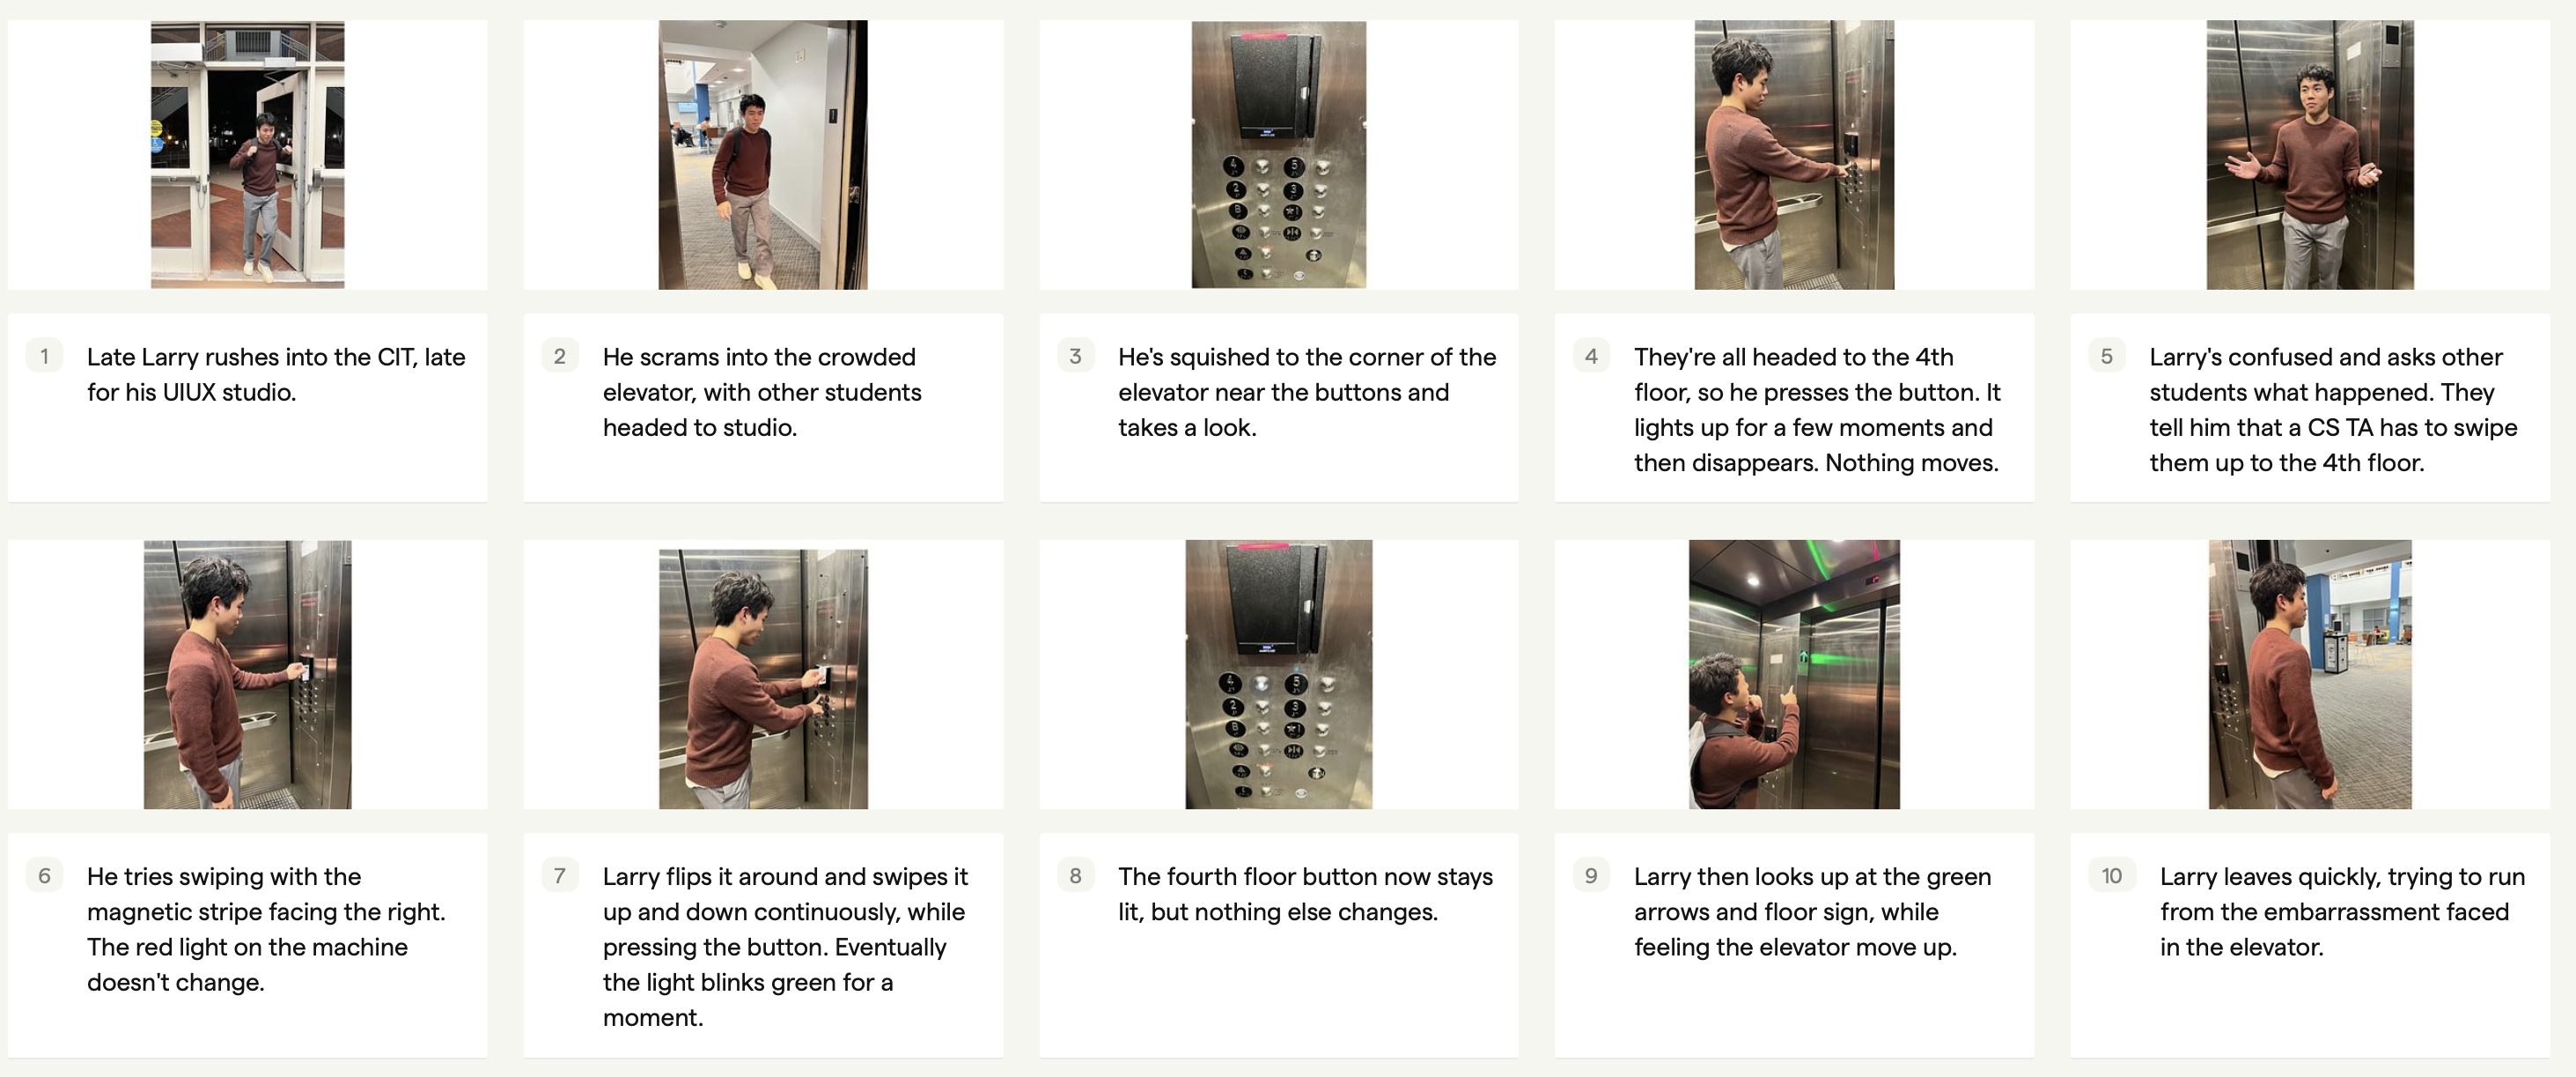 1
Late Larry rushes into the CIT, late
for his UIUX studio.
2
He scrams into the crowded
elevator, with other students
headed to studio.
3
He's squished to the corner of the
elevator near the buttons and
takes a look.
4
They're all headed to the 4th
floor, so he presses the button. It
lights up for a few moments and
then disappears. Nothing moves.
5
Larry's confused and asks other
students what happened. They
tell him that a CS TA has to swipe
them up to the 4th floor.
6
He tries swiping with the
magnetic stripe facing the right.
The red light on the machine
doesn't change.
7
Larry flips it around and swipes it
up and down continuously, while
pressing the button. Eventually
the light blinks green for a
moment.
8
The fourth floor button now stays
lit, but nothing else changes.
9
Larry then looks up at the green
arrows and floor sign, while
feeling the elevator move up.
10
Larry leaves quickly, trying to run
from the embarrassment faced
in the elevator.